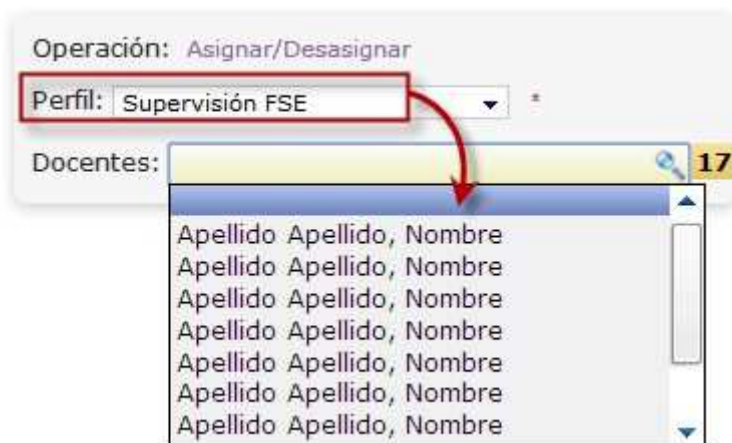 Operación: Asignar/Desasignar
Perfil: Supervisión FSE *
Docentes: 17
Apellido Apellido, Nombre
Apellido Apellido, Nombre
Apellido Apellido, Nombre
Apellido Apellido, Nombre
Apellido Apellido, Nombre
Apellido Apellido, Nombre
Apellido Apellido, Nombre